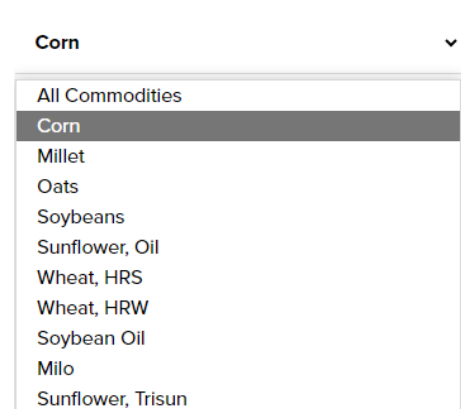 Corn
All Commodities
Corn
Millet
Oats
Soybeans
Sunflower, Oil
Wheat, HRS
Wheat, HRW
Soybean Oil
Milo
Sunflower, Trisun